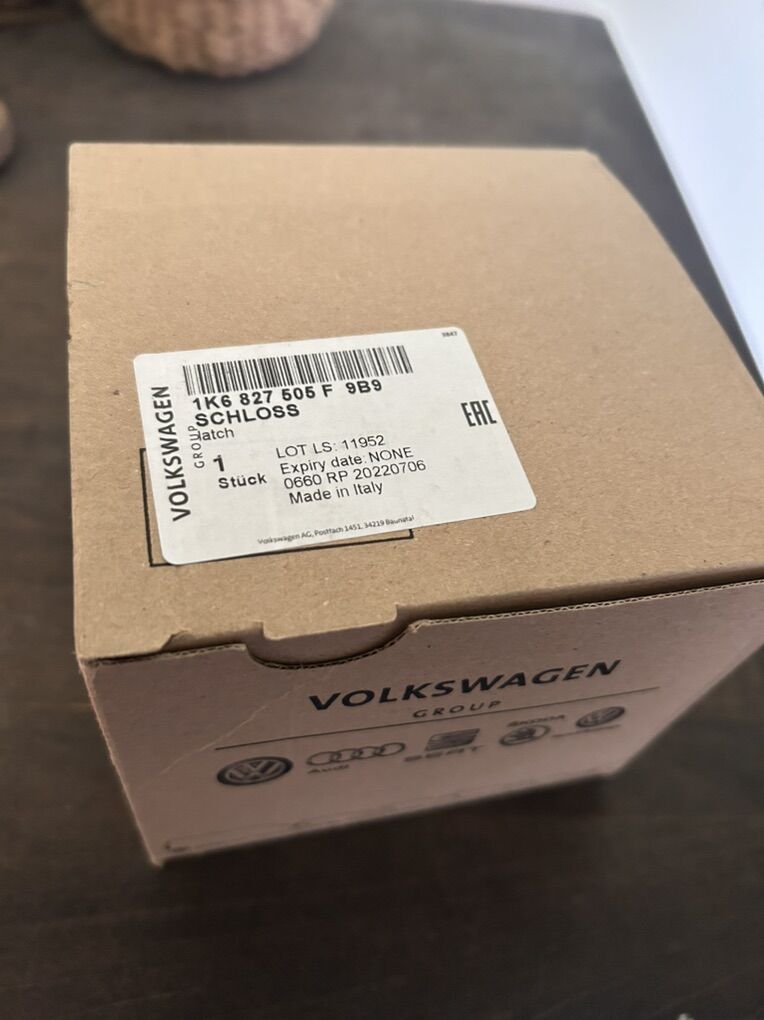 9847
1K6 827 505 F 9B9
SCHLOSS
latch
VOLKSWAGEN
GROUP
1
Stück
LOT LS: 11952
Expiry date: NONE
0660 RP 20220706
Made in Italy
EAC
Volkswagen AG, Postfach 1451, 34219 Baunatal
VOLKSWAGEN
GROUP
Audi
SEAT
ŠKODA